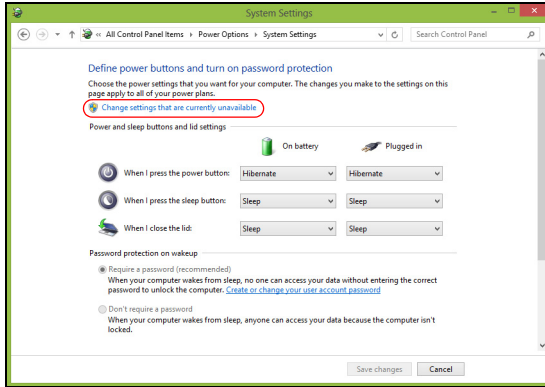 System Settings
« All Control Panel Items › Power Options › System Settings
Search Control Panel
Define power buttons and turn on password protection
Choose the power settings that you want for your computer. The changes you make to the settings on this
page apply to all of your power plans.
Change settings that are currently unavailable
Power and sleep buttons and lid settings
On battery Plugged in
When I press the power button: Hibernate Hibernate
When I press the sleep button: Sleep Sleep
When I close the lid: Sleep Sleep
Password protection on wakeup
Require a password (recommended)
When your computer wakes from sleep, no one can access your data without entering the correct
password to unlock the computer. Create or change your user account password
Don't require a password
When your computer wakes from sleep, anyone can access your data because the computer isn't
locked.
Save changes Cancel